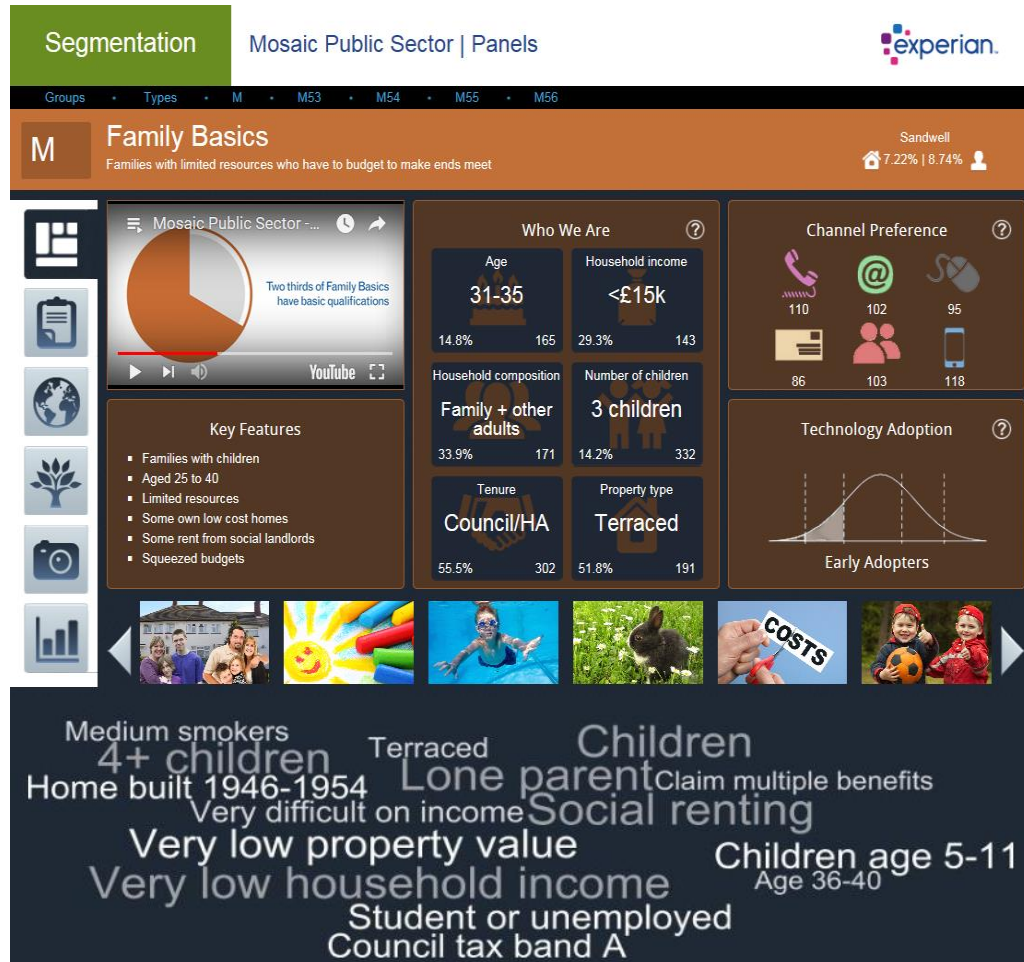 Segmentation
Mosaic Public Sector | Panels
experian.
Groups • Types • M • M53 • M54 • M55 • M56
M
Family Basics
Families with limited resources who have to budget to make ends meet
Sandwell
7.22% | 8.74%
Mosaic Public Sector -...
Two thirds of Family Basics
have basic qualifications
YouTube
Key Features
Families with children
Aged 25 to 40
Limited resources
Some own low cost homes
Some rent from social landlords
Squeezed budgets
Who We Are ?
Age
31-35
14.8% 165
Household income
<£15k
29.3% 143
Household composition
Family + other
adults
33.9% 171
Number of children
3 children
14.2% 332
Tenure
Council/HA
55.5% 302
Property type
Terraced
51.8% 191
Channel Preference ?
@
110 102 95
86 103 118
Technology Adoption ?
Early Adopters
COSTS
Medium smokers
4+ children
Terraced
Children
Home built 1946-1954
Lone parent
Claim multiple benefits
Very difficult on income
Social renting
Very low property value
Children age 5-11
Very low household income
Age 36-40
Student or unemployed
Council tax band A